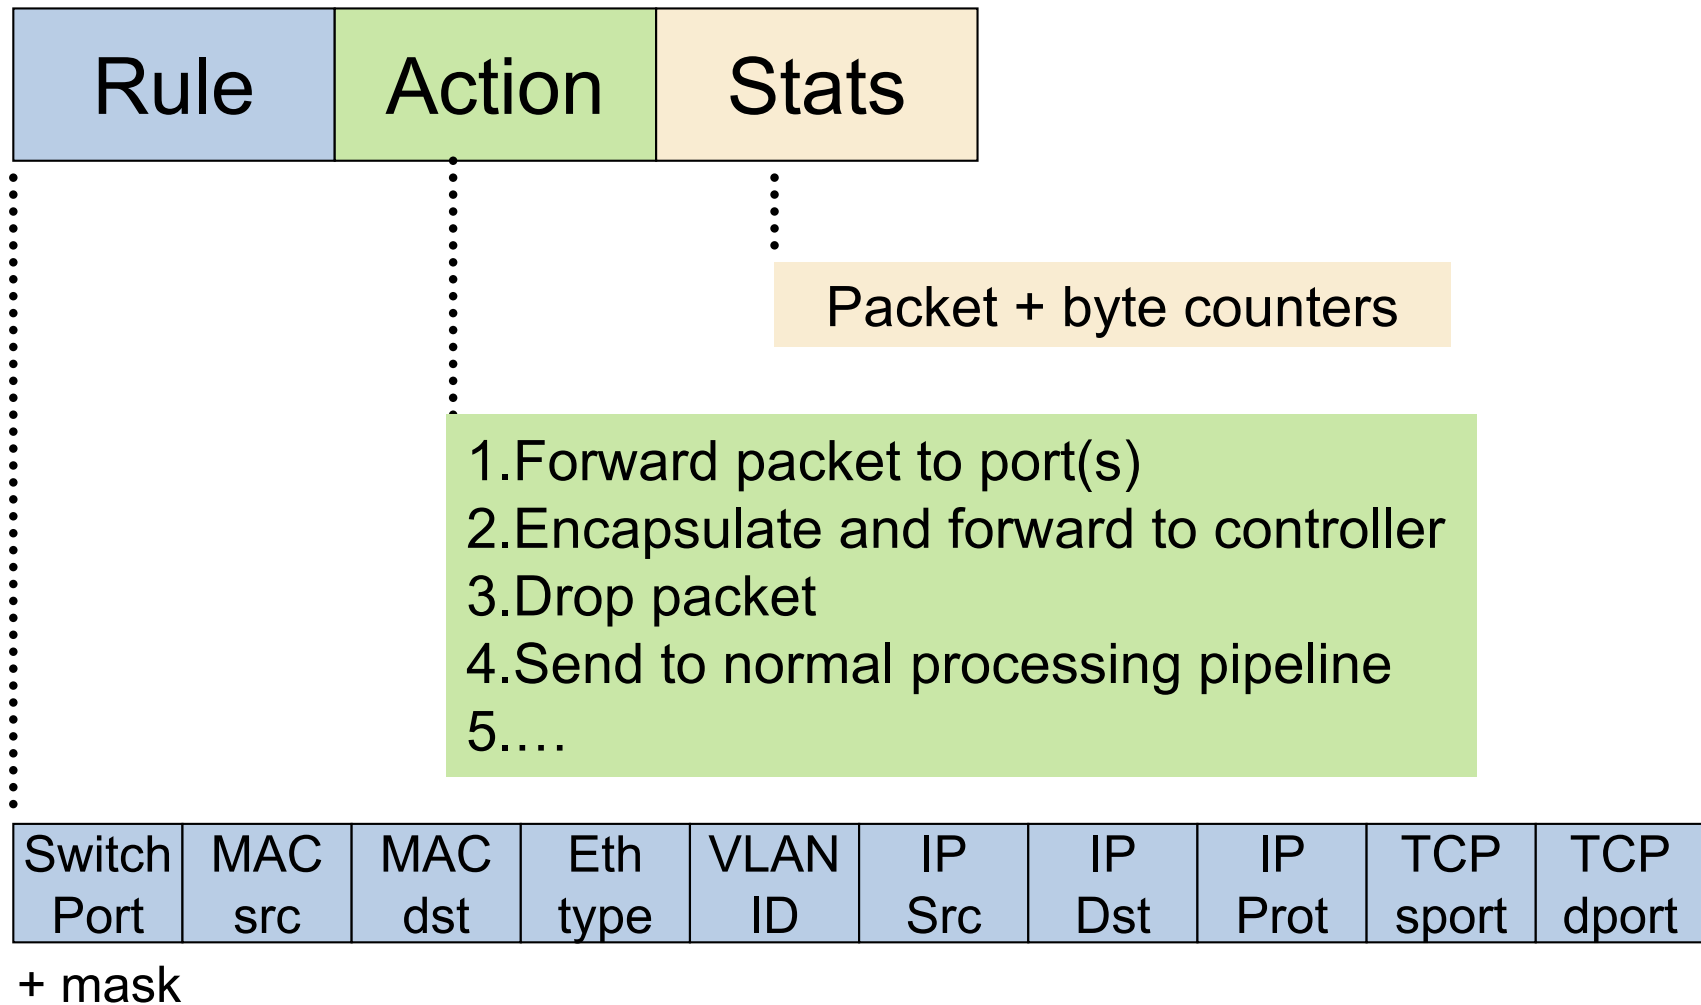 Rule Action Stats
Packet + byte counters
1.Forward packet to port(s)
2.Encapsulate and forward to controller
3.Drop packet
4.Send to normal processing pipeline
5.…
Switch MAC MAC Eth VLAN IP IP IP TCP TCP
Port src dst type ID Src Dst Prot sport dport
+ mask